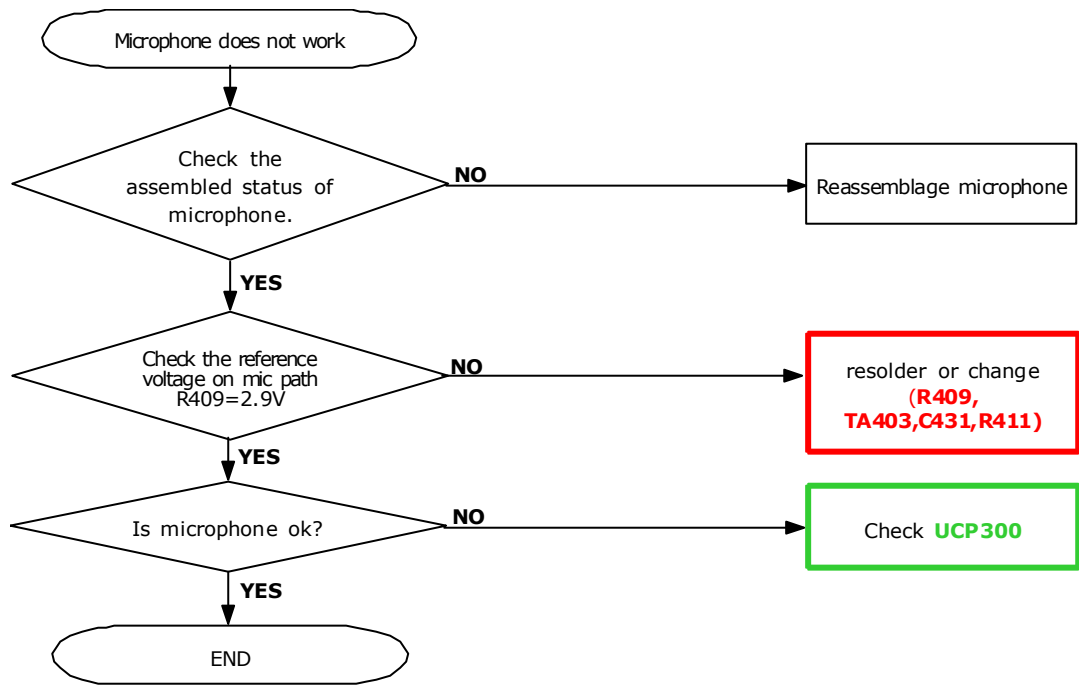 Microphone does not work
Check the
assembled status of
microphone.
NO
Reassemblage microphone
YES
Check the reference
voltage on mic path
R409=2.9V
NO
resolder or change
(R409,
TA403,C431,R411)
YES
Is microphone ok?
NO
Check UCP300
YES
END